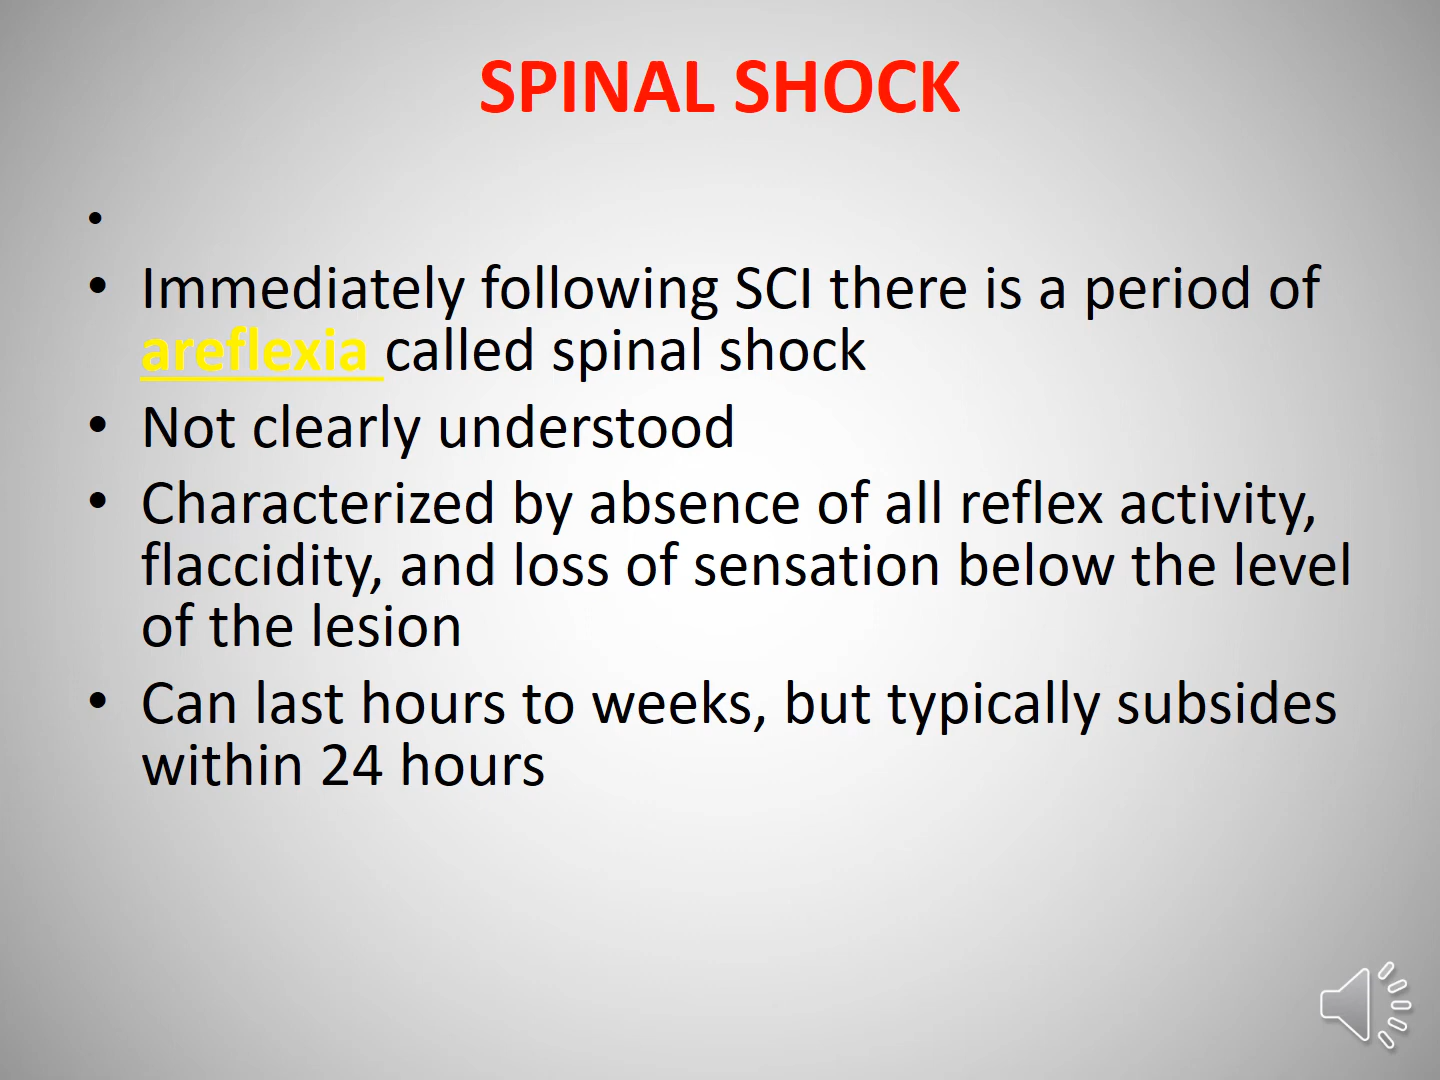 SPINAL SHOCK
•
• Immediately following SCI there is a period of
areflexia called spinal shock
• Not clearly understood
• Characterized by absence of all reflex activity,
flaccidity, and loss of sensation below the level
of the lesion
• Can last hours to weeks, but typically subsides
within 24 hours